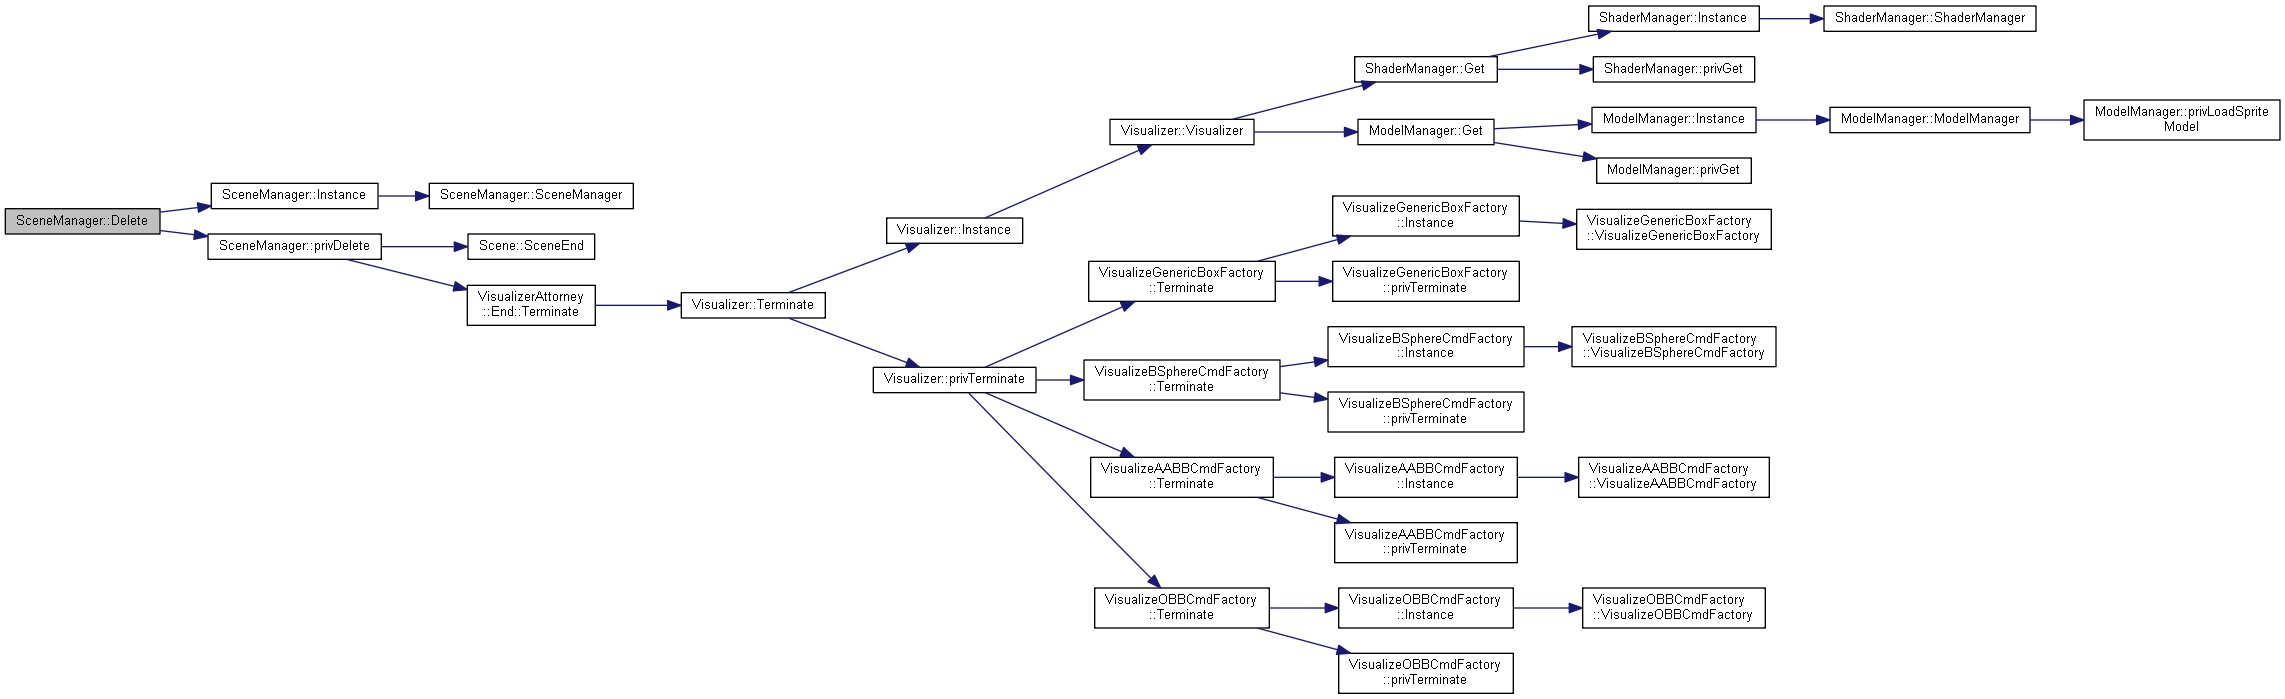 SceneManager::Delete
SceneManager::Instance
SceneManager::SceneManager
SceneManager::privDelete
Scene::SceneEnd
VisualizerAttorney
::End::Terminate
Visualizer::Terminate
Visualizer::Instance
Visualizer::Visualizer
ShaderManager::Get
ShaderManager::Instance
ShaderManager::ShaderManager
ShaderManager::privGet
ModelManager::Get
ModelManager::Instance
ModelManager::ModelManager
ModelManager::privLoadSprite
Model
ModelManager::privGet
Visualizer::privTerminate
VisualizeGenericBoxFactory
::Terminate
VisualizeGenericBoxFactory
::Instance
VisualizeGenericBoxFactory
::VisualizeGenericBoxFactory
VisualizeGenericBoxFactory
::privTerminate
VisualizeBSphereCmdFactory
::Terminate
VisualizeBSphereCmdFactory
::Instance
VisualizeBSphereCmdFactory
::VisualizeBSphereCmdFactory
VisualizeBSphereCmdFactory
::privTerminate
VisualizeAABBCmdFactory
::Terminate
VisualizeAABBCmdFactory
::Instance
VisualizeAABBCmdFactory
::VisualizeAABBCmdFactory
VisualizeAABBCmdFactory
::privTerminate
VisualizeOBBCmdFactory
::Terminate
VisualizeOBBCmdFactory
::Instance
VisualizeOBBCmdFactory
::VisualizeOBBCmdFactory
VisualizeOBBCmdFactory
::privTerminate